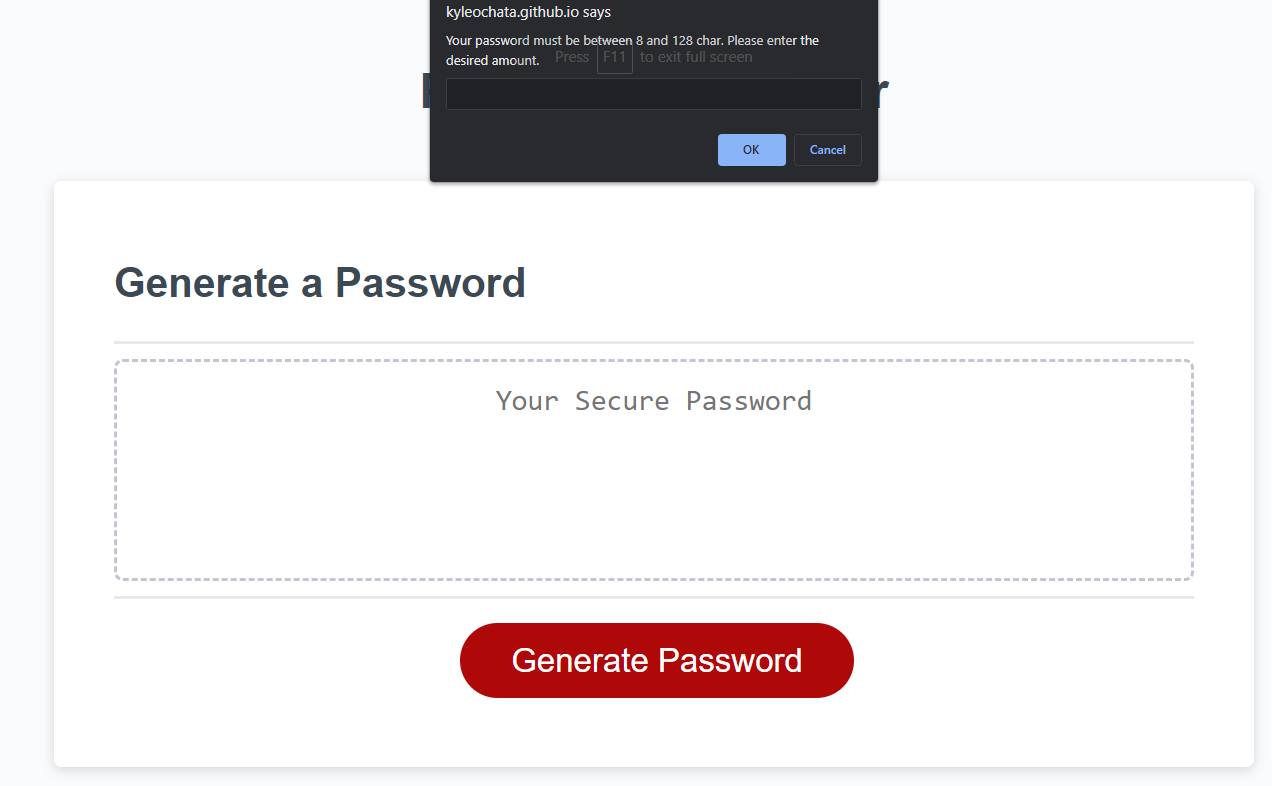 kyleochata.github.io says
Your password must be between 8 and 128 char. Please enter the
desired amount.
Press F11 to exit full screen
OK Cancel
Generate a Password
Your Secure Password
Generate Password